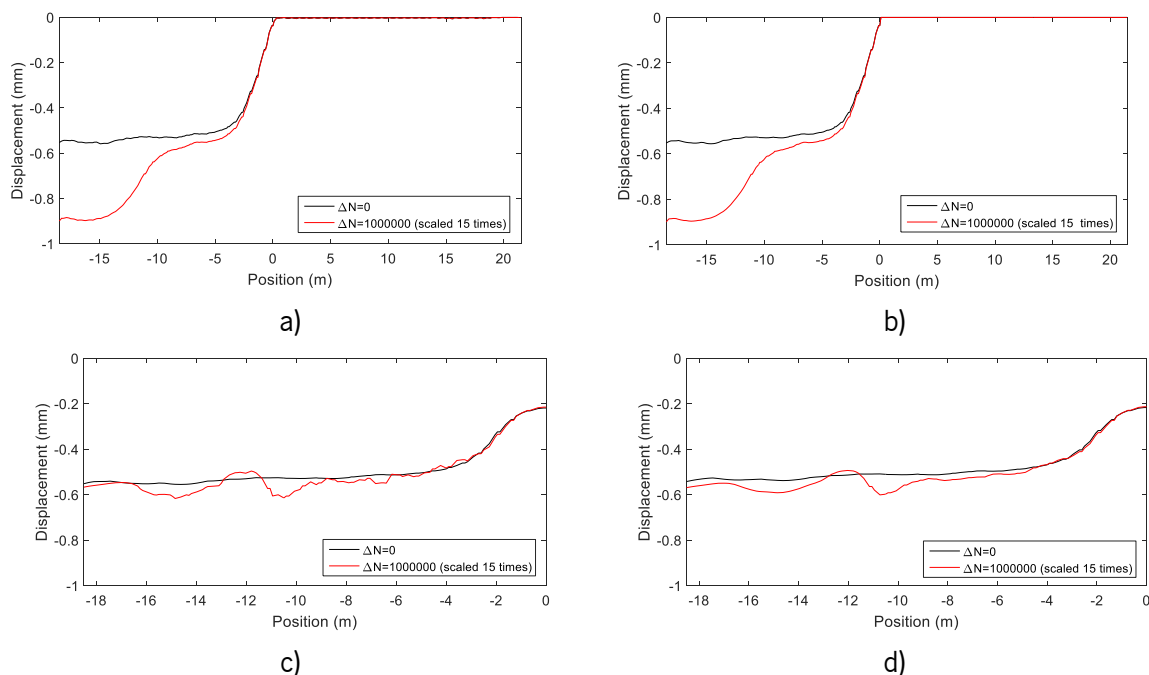 0
-0.2
-0.4
-0.6
-0.8
-1
Displacement (mm)
ΔN=0
ΔN=1000000 (scaled 15 times)
-15 -10 -5 0 5 10 15 20
Position (m)
a)
0
-0.2
-0.4
-0.6
-0.8
-1
Displacement (mm)
ΔN=0
ΔN=1000000 (scaled 15 times)
-15 -10 -5 0 5 10 15 20
Position (m)
b)
0
-0.2
-0.4
-0.6
-0.8
-1
Displacement (mm)
ΔN=0
ΔN=1000000 (scaled 15 times)
-18 -16 -14 -12 -10 -8 -6 -4 -2 0
Position (m)
c)
0
-0.2
-0.4
-0.6
-0.8
-1
Displacement (mm)
ΔN=0
ΔN=1000000 (scaled 15 times)
-18 -16 -14 -12 -10 -8 -6 -4 -2 0
Position (m)
d)